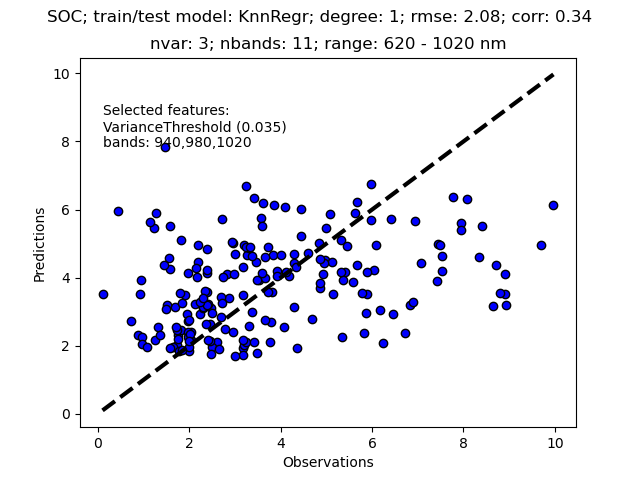 SOC; train/test model: KnnRegr; degree: 1; rmse: 2.08; corr: 0.34
nvar: 3; nbands: 11; range: 620 - 1020 nm
Selected features:
VarianceThreshold (0.035)
bands: 940,980,1020
Predictions
10
8
6
4
2
0
0 2 4 6 8 10
Observations